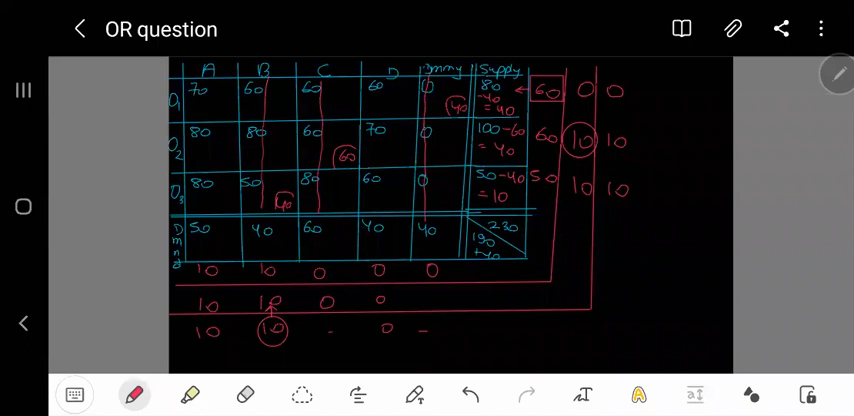 OR question
A B C D Dmmy Supply
O1 70 60 60 60 0 80 60 0 0
40 -40
= 40
O2 80 80 60 70 0 100-60 60 10 10
60 = 40
O3 80 50 80 60 0 50-40 50 10 10
40 = 10
Dmnd 50 40 60 40 40 230
190
+40
10 10 0 0 0
10 10 0 0
10 10 - 0 -
T
A
aI